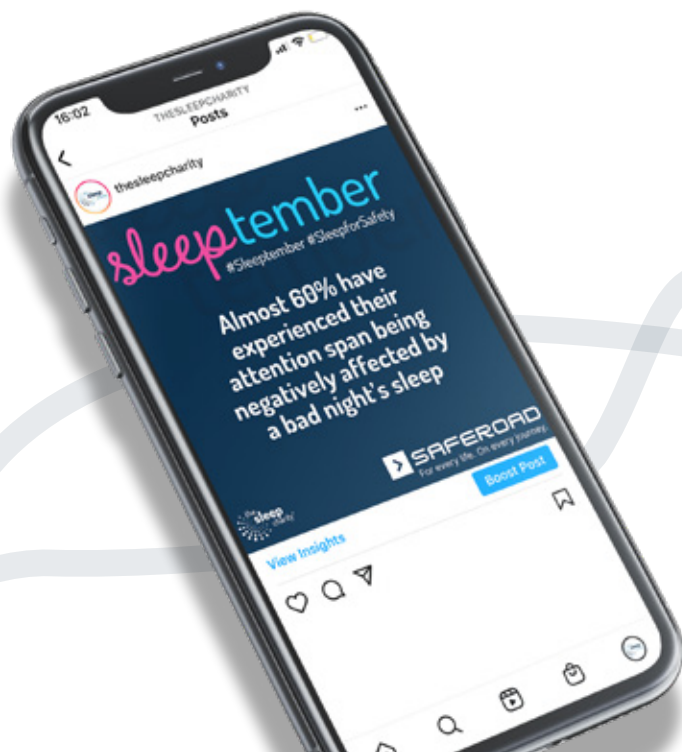 16:02
THESLEEPCHARITY
Posts
thesleepcharity
sleeptember
#Sleeptember #SleepforSafety
Almost 60% have
experienced their
attention span being
negatively affected by
a bad night's sleep
SAFEROAD
For every life. On every journey.
the
sleep
charity
Boost Post
View Insights